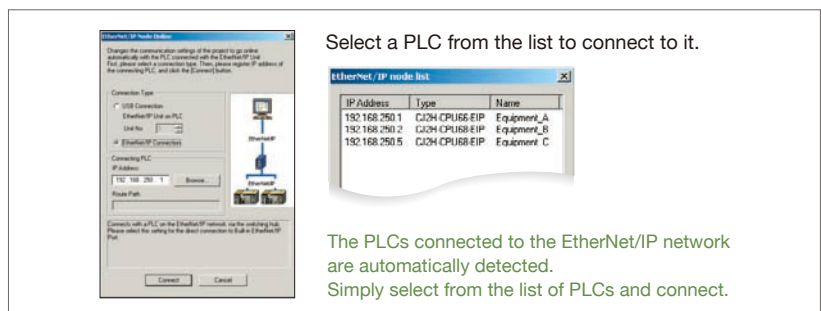 EtherNet/IP Node Online
Changes the communication settings of the project to go online
automatically with the PLC connected with the EtherNet/IP Unit
First, please select a connection type. Then, please register IP address of
the connecting PLC, and click the [Connect] button.
Connection Type
USB Connection
EtherNet/IP Unit on PLC
Unit No.
EtherNet/IP Connection
Connecting PLC
IP Address
192 168 250 1
Browse...
Route Path
EtherNet/IP
EtherNet/IP
Connects with a PLC on the EtherNet/IP network via the switching hub.
Please select this setting for the direct connection to Built-in EtherNet/IP
Port.
Connect
Cancel
Select a PLC from the list to connect to it.
EtherNet/IP node list
IP Address Type Name
192.168.250.1 CJ2H-CPU66-EIP Equipment_A
192.168.250.2 CJ2H-CPU68-EIP Equipment_B
192.168.250.5 CJ2H-CPU68-EIP Equipment_C
The PLCs connected to the EtherNet/IP network
are automatically detected.
Simply select from the list of PLCs and connect.